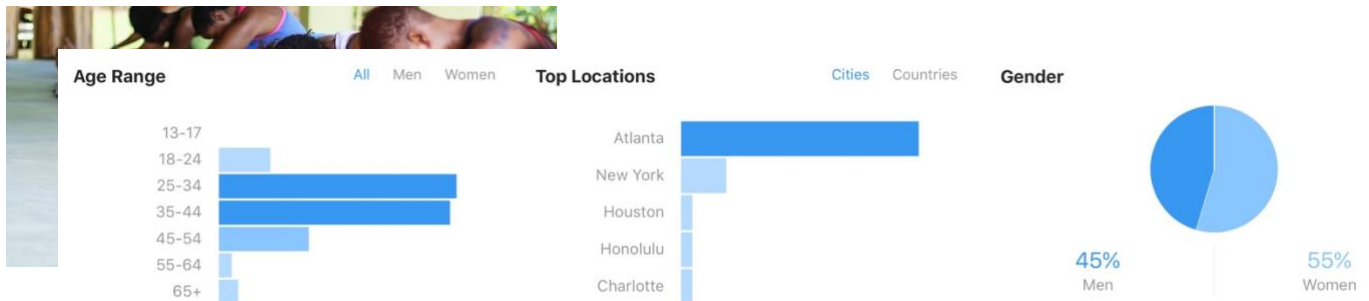 Age Range
All Men Women
13-17
18-24
25-34
35-44
45-54
55-64
65+
Top Locations
Cities Countries
Atlanta
New York
Houston
Honolulu
Charlotte
Gender
45%
Men
55%
Women